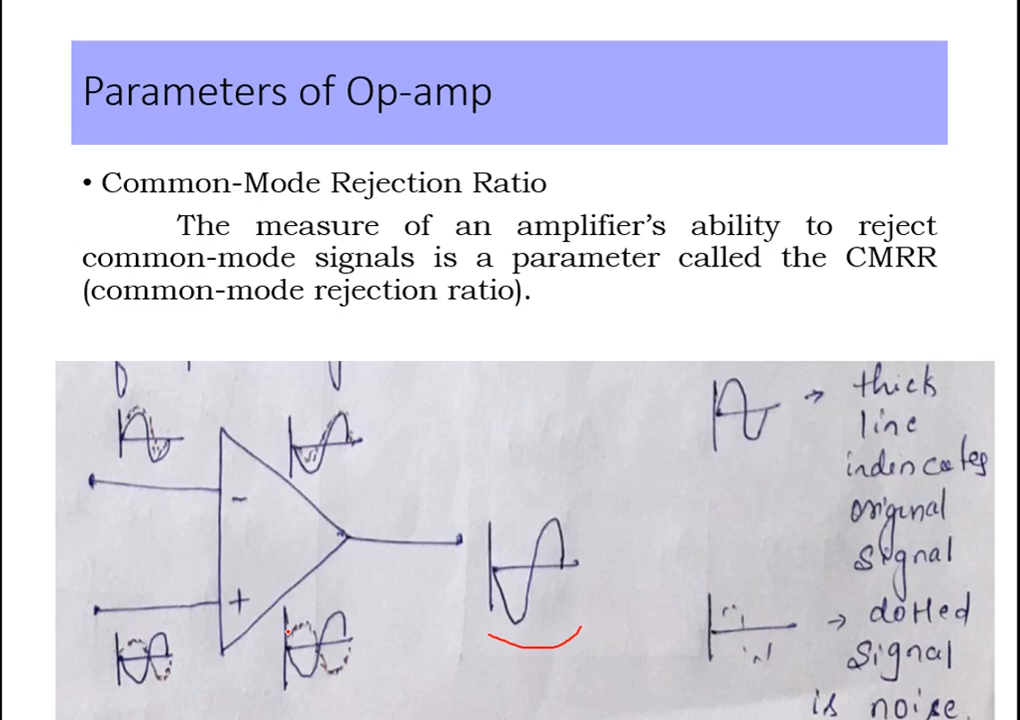 Parameters of Op-amp
• Common-Mode Rejection Ratio
The measure of an amplifier's ability to reject
common-mode signals is a parameter called the CMRR
(common-mode rejection ratio).
thick
line
indincates
original
signal
-
+
dotted
signal
is noise.